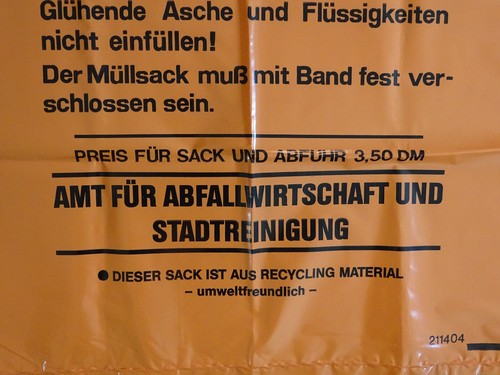 Glühende Asche und Flüssigkeiten
nicht einfüllen!
Der Müllsack muß mit Band fest ver-
schlossen sein.
PREIS FÜR SACK UND ABFUHR 3,50 DM
AMT FÜR ABFALLWIRTSCHAFT UND
STADTREINIGUNG
● DIESER SACK IST AUS RECYCLING MATERIAL
– umweltfreundlich –
211404